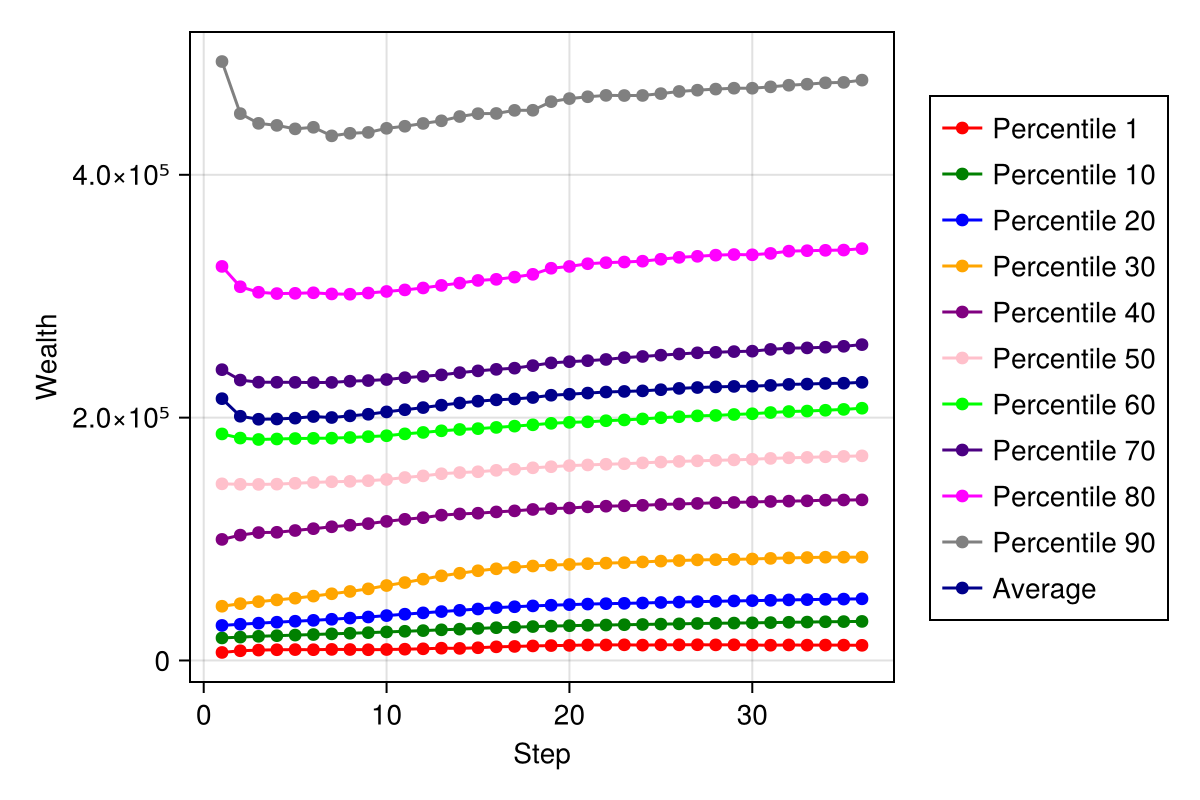 4.0×10⁵
2.0×10⁵
0
Wealth
0 10 20 30
Step
Percentile 1
Percentile 10
Percentile 20
Percentile 30
Percentile 40
Percentile 50
Percentile 60
Percentile 70
Percentile 80
Percentile 90
Average